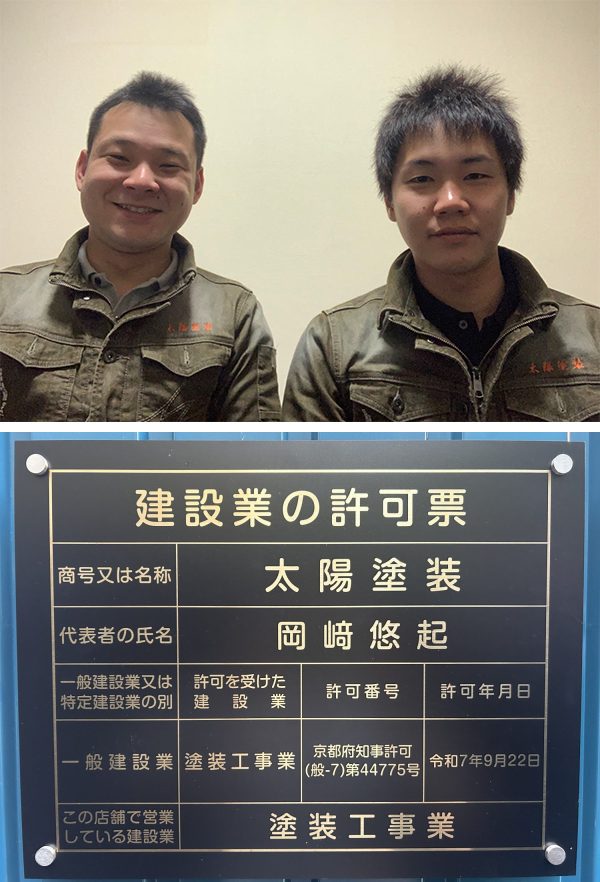 太陽塗装
太陽塗装
建設業の許可票
商号又は名称 太陽塗装
代表者の氏名 岡﨑悠起
一般建設業又は
特定建設業の別
許可を受けた
建設業
許可番号
許可年月日
一般建設業
塗装工事業
京都府知事許可
(般-7)第44775号
令和7年9月22日
この店舗で営業
している建設業
塗装工事業